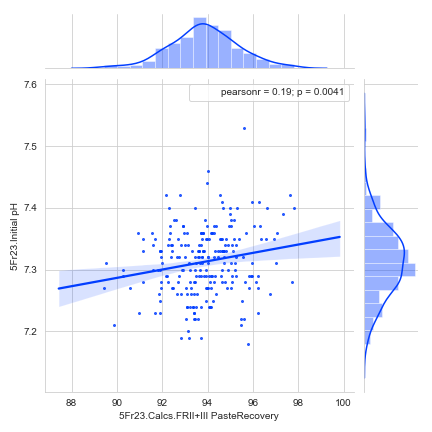 pearsonr = 0.19; p = 0.0041
7.6
7.5
7.4
7.3
7.2
5Fr23.Initial pH
88 90 92 94 96 98 100
5Fr23.Calcs.FRII+III PasteRecovery